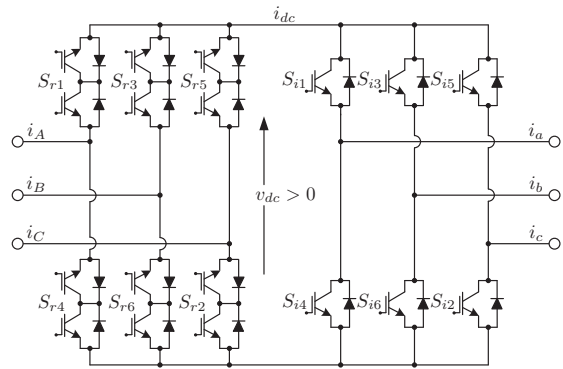 i_{dc}
S_{r1} S_{r3} S_{r5} S_{i1} S_{i3} S_{i5}
i_A i_a
i_B v_{dc} > 0 i_b
i_C i_c
S_{r4} S_{r6} S_{r2} S_{i4} S_{i6} S_{i2}